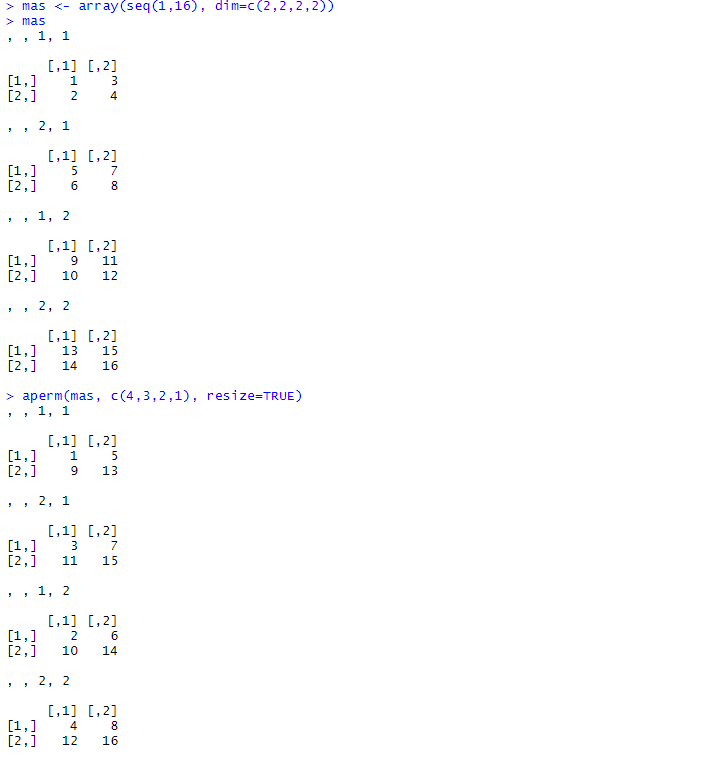 > mas <- array(seq(1,16), dim=c(2,2,2,2))
> mas
, , 1, 1

     [,1] [,2]
[1,]    1    3
[2,]    2    4

, , 2, 1

     [,1] [,2]
[1,]    5    7
[2,]    6    8

, , 1, 2

     [,1] [,2]
[1,]    9   11
[2,]   10   12

, , 2, 2

     [,1] [,2]
[1,]   13   15
[2,]   14   16

> aperm(mas, c(4,3,2,1), resize=TRUE)
, , 1, 1

     [,1] [,2]
[1,]    1    5
[2,]    9   13

, , 2, 1

     [,1] [,2]
[1,]    3    7
[2,]   11   15

, , 1, 2

     [,1] [,2]
[1,]    2    6
[2,]   10   14

, , 2, 2

     [,1] [,2]
[1,]    4    8
[2,]   12   16